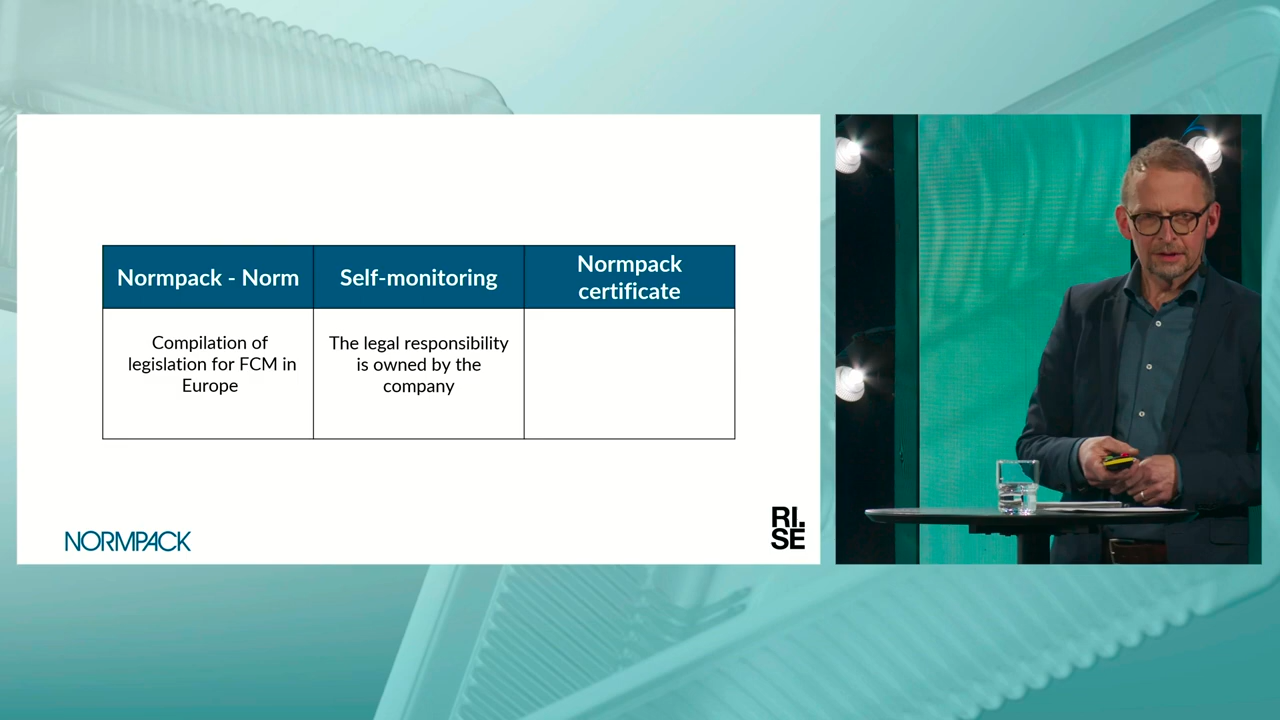 Normpack - Norm
Self-monitoring
Normpack
certificate
Compilation of
legislation for FCM in
Europe
The legal responsibility
is owned by the
company
NORMPACK
RI.
SE